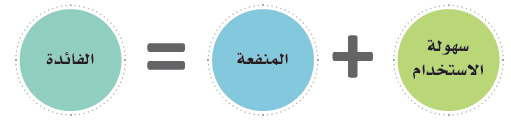 سهولة
الاستخدام
+
المنفعة
=
الفائدة